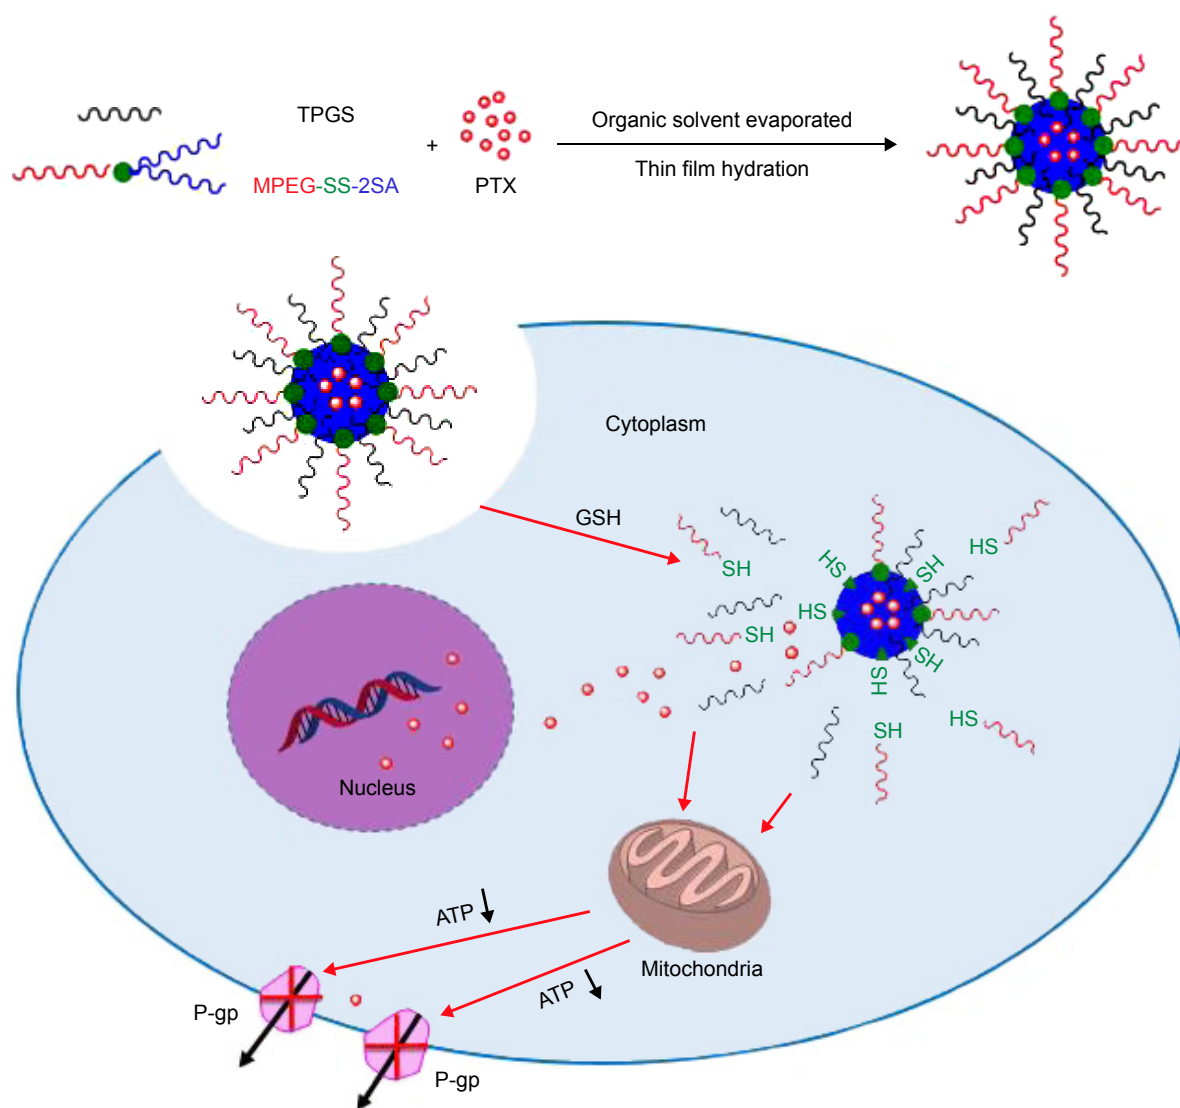 TPGS
+
Organic solvent evaporated
MPEG-SS-2SA
PTX
Thin film hydration
Cytoplasm
GSH
SH
HS
HS
SH
HS
SH
SH
HS
HS
SH
Nucleus
ATP
Mitochondria
ATP
P-gp
P-gp